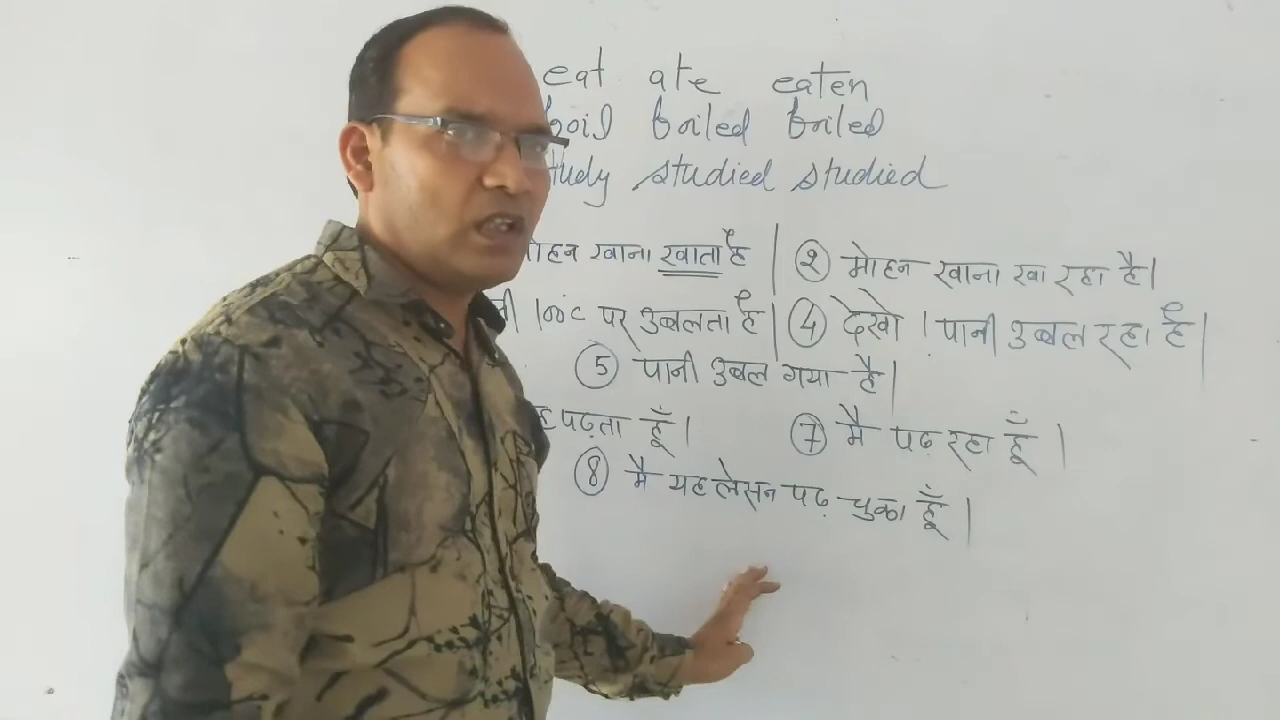 eat ate eaten
boil boiled boiled
study studied studied
मोहन खाना खाता है | ② मोहन खाना खा रहा है।
100°C पर उबलता है | ④ देखो। पानी उबल रहा है।
⑤ पानी उबल गया है।
पढ़ता हूँ। ⑦ मैं पढ़ रहा हूँ।
⑧ मैं यह लेसन पढ़ चुका हूँ।